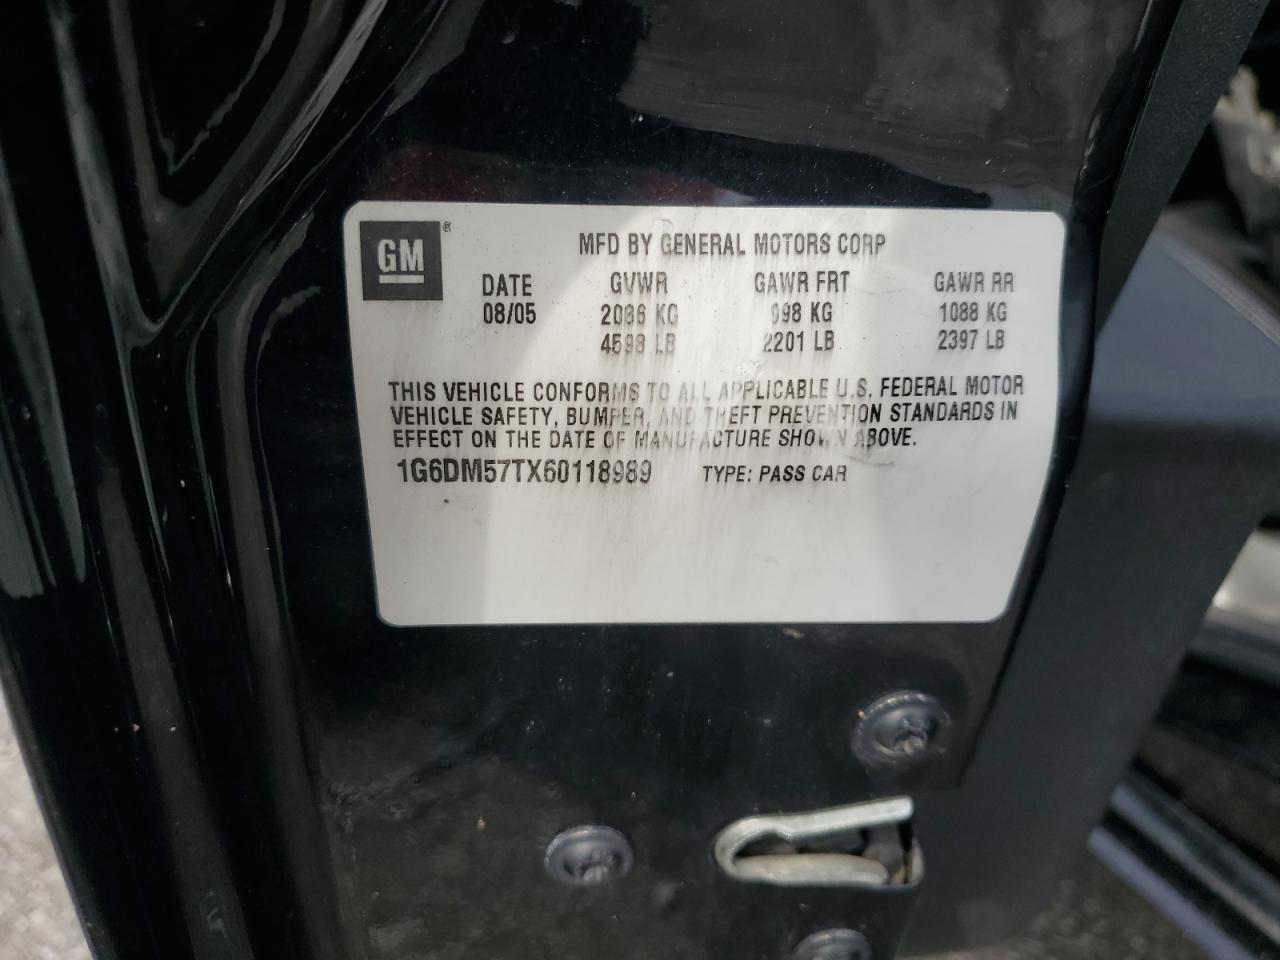 GM ®
MFD BY GENERAL MOTORS CORP
DATE GVWR GAWR FRT GAWR RR
08/05 2086 KG 998 KG 1088 KG
4598 LB 2201 LB 2397 LB
THIS VEHICLE CONFORMS TO ALL APPLICABLE U.S. FEDERAL MOTOR
VEHICLE SAFETY, BUMPER, AND THEFT PREVENTION STANDARDS IN
EFFECT ON THE DATE OF MANUFACTURE SHOWN ABOVE.
1G6DM57TX60118989 TYPE: PASS CAR